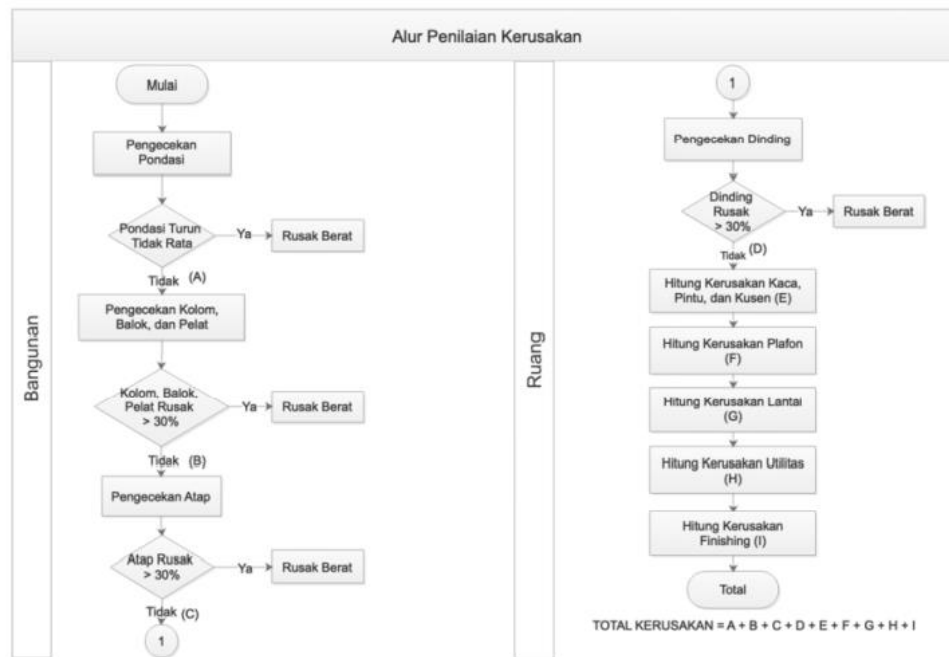 Alur Penilaian Kerusakan
Bangunan
Mulai
Pengecekan
Pondasi
Pondasi Turun
Tidak Rata
Ya
Rusak Berat
Tidak (A)
Pengecekan Kolom,
Balok, dan Pelat
Kolom, Balok,
Pelat Rusak
> 30%
Ya
Rusak Berat
Tidak (B)
Pengecekan Atap
Atap Rusak
> 30%
Ya
Rusak Berat
Tidak (C)
1
Ruang
1
Pengecekan Dinding
Dinding
Rusak
> 30%
Ya
Rusak Berat
Tidak (D)
Hitung Kerusakan Kaca,
Pintu, dan Kusen (E)
Hitung Kerusakan Plafon
(F)
Hitung Kerusakan Lantai
(G)
Hitung Kerusakan Utilitas
(H)
Hitung Kerusakan
Finishing (I)
Total
TOTAL KERUSAKAN = A + B + C + D + E + F + G + H + I